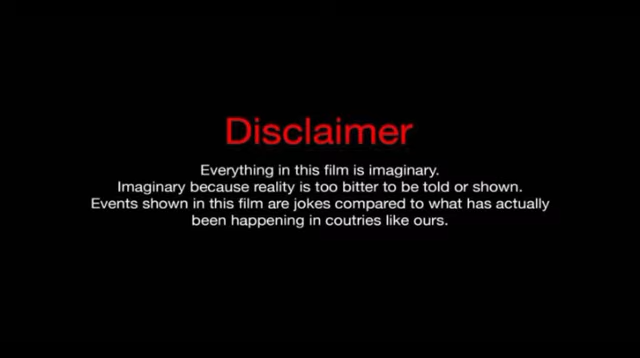 Disclaimer
Everything in this film is imaginary.
Imaginary because reality is too bitter to be told or shown.
Events shown in this film are jokes compared to what has actually
been happening in coutries like ours.